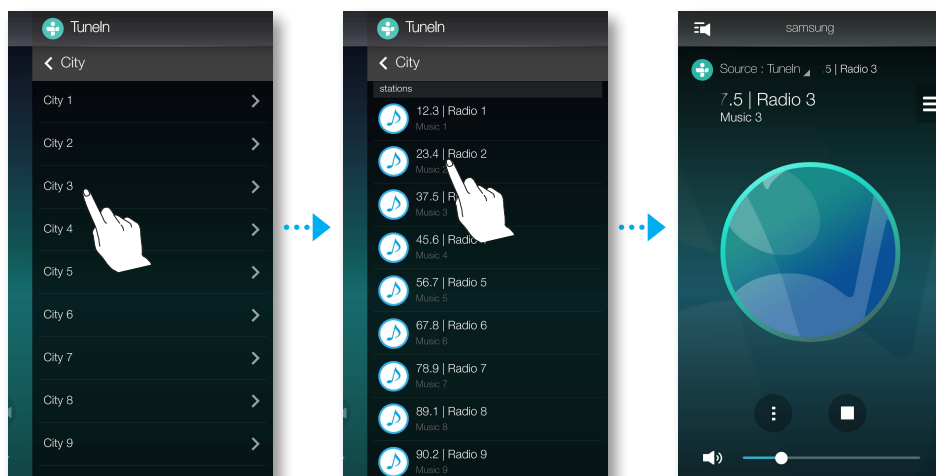 TuneIn
City
City 1
City 2
City 3
City 4
City 5
City 6
City 7
City 8
City 9
TuneIn
City
stations
12.3 | Radio 1
Music 1
23.4 | Radio 2
Music 2
37.5 |
Music 3
45.6 | Radio
Music 4
56.7 | Radio 5
Music 5
67.8 | Radio 6
Music 6
78.9 | Radio 7
Music 7
89.1 | Radio 8
Music 8
90.2 | Radio 9
Music 9
samsung
Source : TuneIn .5 | Radio 3
7.5 | Radio 3
Music 3